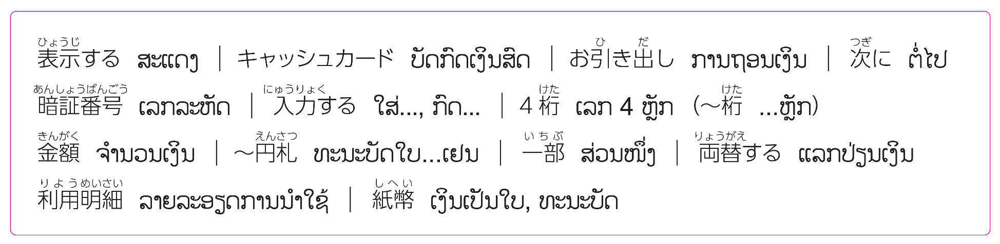 ひょうじ ひ だ つぎ
表示する ສະແດງ | キャッシュカード ບັດກົດເງິນສົດ | お引き出し ການຖອນເງິນ | 次に ຕໍ່ໄປ
あんしょうばんごう にゅうりょく けた けた
暗証番号 ເລກລະຫັດ | 入力する ໃສ່..., ກົດ... | 4 桁 ເລກ 4 ຫຼັກ (〜桁 ...ຫຼັກ)
きんがく えんさつ いちぶ りょうがえ
金額 ຈຳນວນເງິນ | 〜円札 ທະນະບັດໃບ...ເຢນ | 一部 ສ່ວນໜຶ່ງ | 両替する ແລກປ່ຽນເງິນ
りようめいさい しへい
利用明細 ລາຍລະອຽດການນຳໃຊ້ | 紙幣 ເງິນເປັນໃບ, ທະນະບັດ